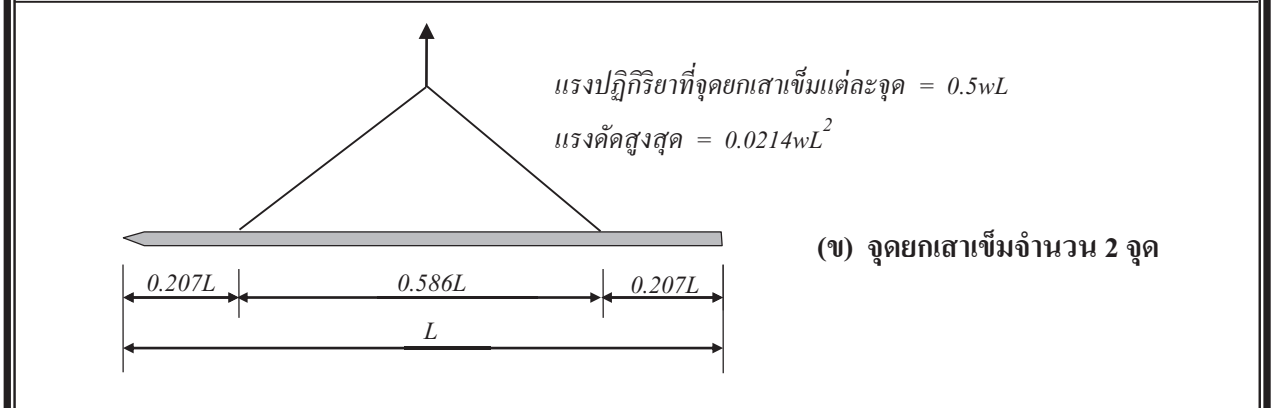 แรงปฏิกิริยาที่จุดยกเสาเข็มแต่ละจุด = 0.5wL
แรงดัดสูงสุด = 0.0214wL²
(ข) จุดยกเสาเข็มจำนวน 2 จุด
0.207L 0.586L 0.207L
L